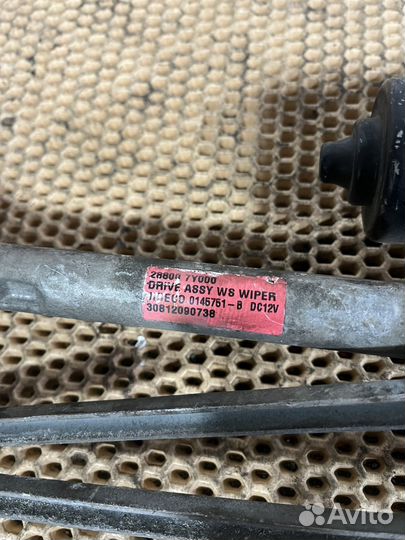 28800 7Y000
DRIVE ASSY WS WIPER
0145751-B DC12V
30812090738
Avito